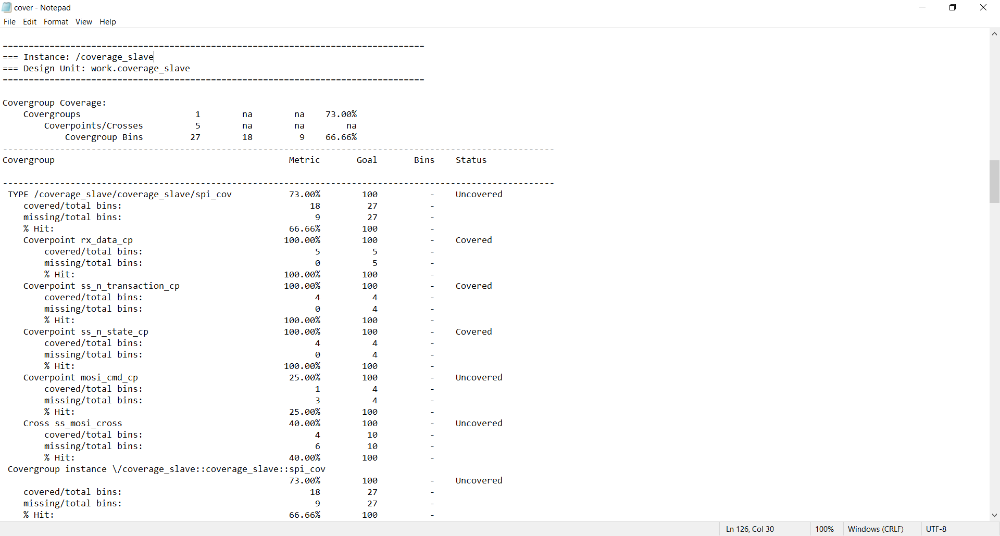 cover - Notepad
File Edit Format View Help
=================================================================================
=== Instance: /coverage_slave
=== Design Unit: work.coverage_slave
=================================================================================
Covergroup Coverage:
Covergroups 1 na na 73.00%
Coverpoints/Crosses 5 na na na
Covergroup Bins 27 18 9 66.66%
----------------------------------------------------------------------------------------------------------
Covergroup Metric Goal Bins Status
----------------------------------------------------------------------------------------------------------
TYPE /coverage_slave/coverage_slave/spi_cov 73.00% 100 - Uncovered
covered/total bins: 18 27 -
missing/total bins: 9 27 -
% Hit: 66.66% 100 -
Coverpoint rx_data_cp 100.00% 100 - Covered
covered/total bins: 5 5 -
missing/total bins: 0 5 -
% Hit: 100.00% 100 -
Coverpoint ss_n_transaction_cp 100.00% 100 - Covered
covered/total bins: 4 4 -
missing/total bins: 0 4 -
% Hit: 100.00% 100 -
Coverpoint ss_n_state_cp 100.00% 100 - Covered
covered/total bins: 4 4 -
missing/total bins: 0 4 -
% Hit: 100.00% 100 -
Coverpoint mosi_cmd_cp 25.00% 100 - Uncovered
covered/total bins: 1 4 -
missing/total bins: 3 4 -
% Hit: 25.00% 100 -
Cross ss_mosi_cross 40.00% 100 - Uncovered
covered/total bins: 4 10 -
missing/total bins: 6 10 -
% Hit: 40.00% 100 -
Covergroup instance \/coverage_slave::coverage_slave::spi_cov
73.00% 100 - Uncovered
covered/total bins: 18 27 -
missing/total bins: 9 27 -
% Hit: 66.66% 100 -
Ln 126, Col 30 100% Windows (CRLF) UTF-8